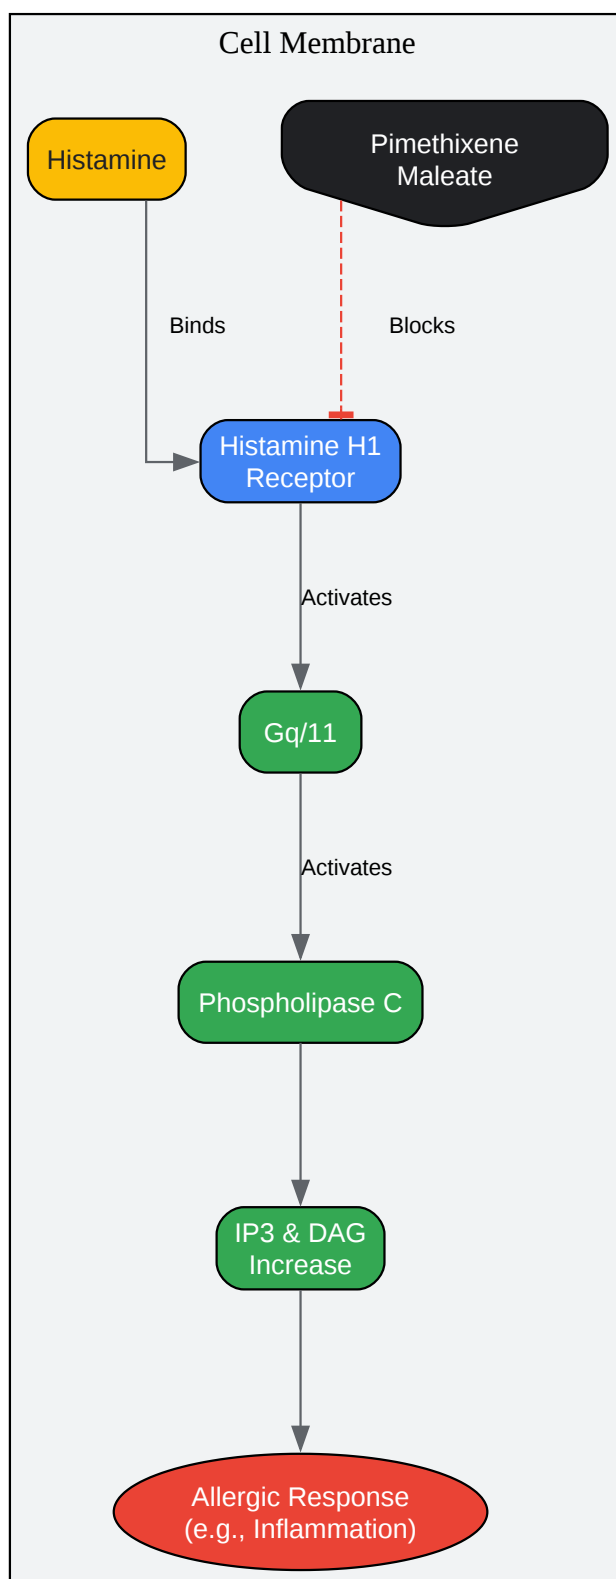 Cell Membrane
Histamine
Pimethixene
Maleate
Binds
Blocks
Histamine H1
Receptor
Activates
Gq/11
Activates
Phospholipase C
IP3 & DAG
Increase
Allergic Response
(e.g., Inflammation)